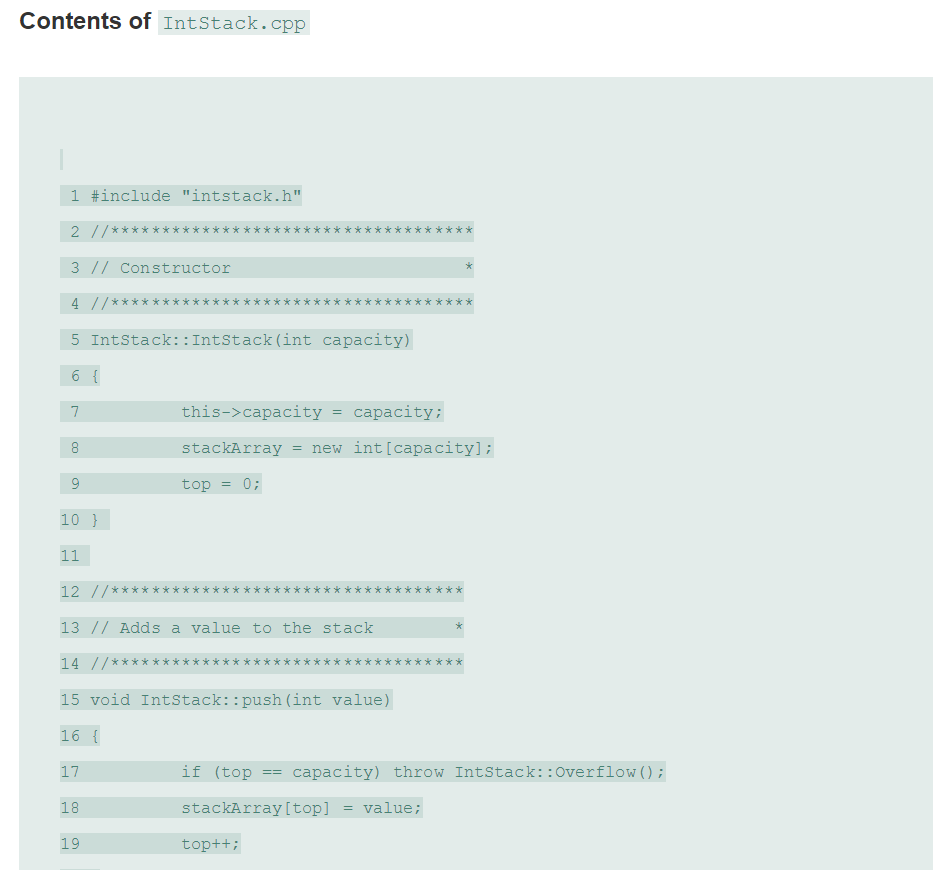 Contents of IntStack.cpp
1 #include "intstack.h"
2 //************************************
3 // Constructor                       *
4 //************************************
5 IntStack::IntStack(int capacity)
6 {
7          this->capacity = capacity;
8          stackArray = new int[capacity];
9          top = 0;
10 }
11
12 //***********************************
13 // Adds a value to the stack        *
14 //***********************************
15 void IntStack::push(int value)
16 {
17          if (top == capacity) throw IntStack::Overflow();
18          stackArray[top] = value;
19          top++;